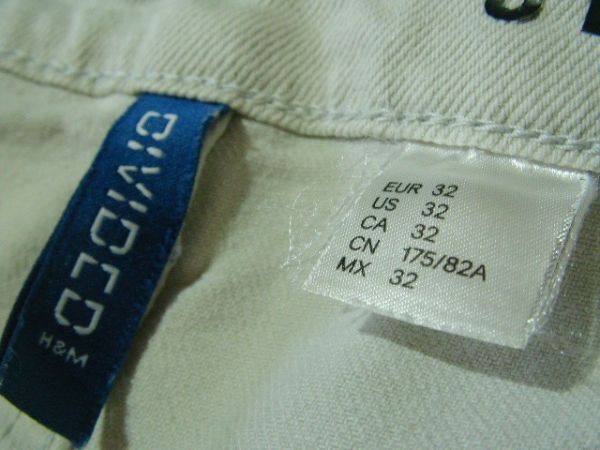 DIVIDED
H&M
EUR 32
US 32
CA 32
CN 175/82A
MX 32